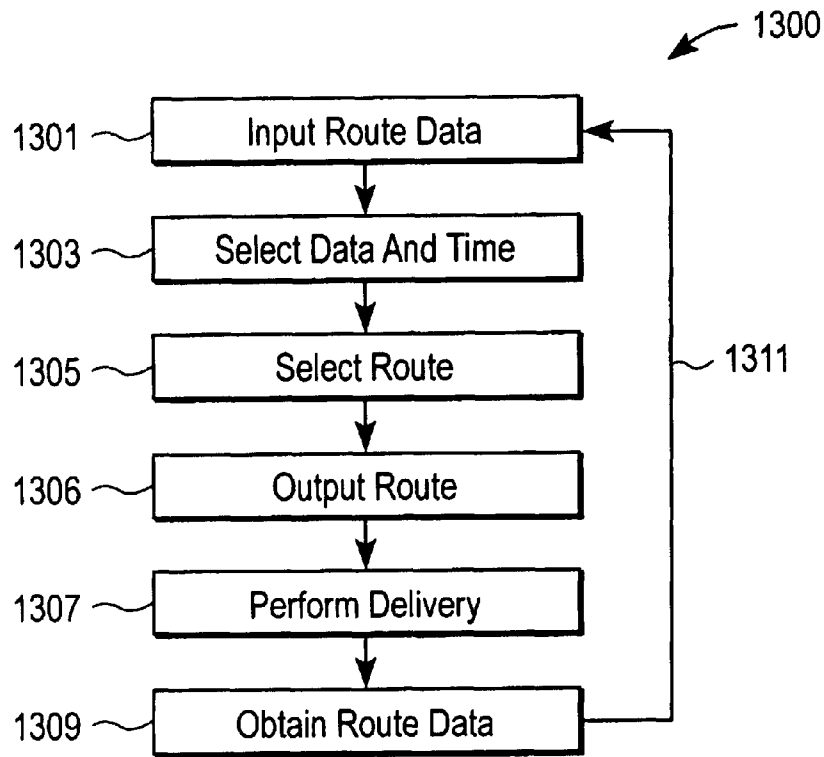 1300
1301 Input Route Data
1303 Select Data And Time
1305 Select Route
1311
1306 Output Route
1307 Perform Delivery
1309 Obtain Route Data